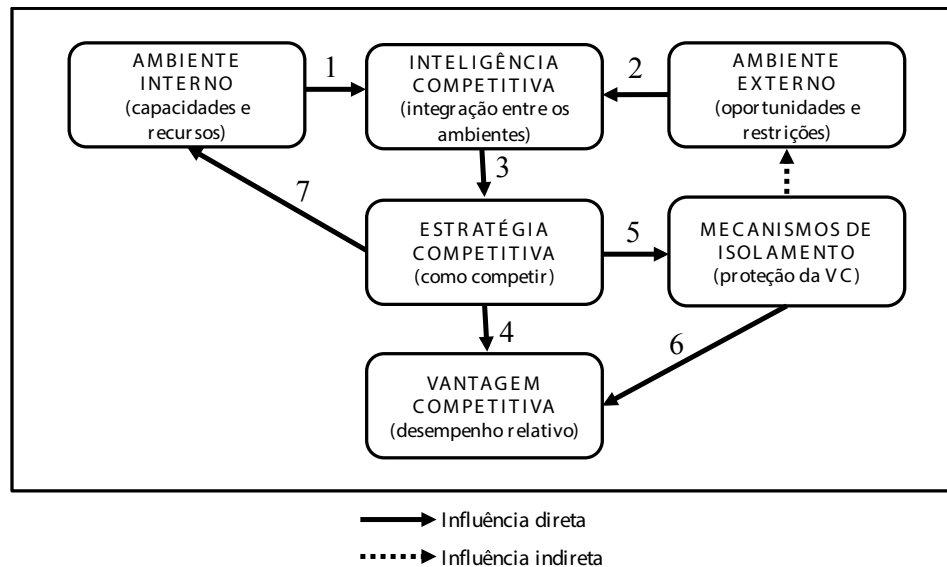 AMBIENTE
INTERNO
(capacidades e
recursos)
1
INTELIGÊNCIA
COMPETITIVA
(integração entre os
ambientes)
2
AMBIENTE
EXTERNO
(oportunidades e
restrições)
3
7
ESTRATÉGIA
COMPETITIVA
(como competir)
5
MECANISMOS DE
ISOLAMENTO
(proteção da VC)
4
6
VANTAGEM
COMPETITIVA
(desempenho relativo)
Influência direta
Influência indireta